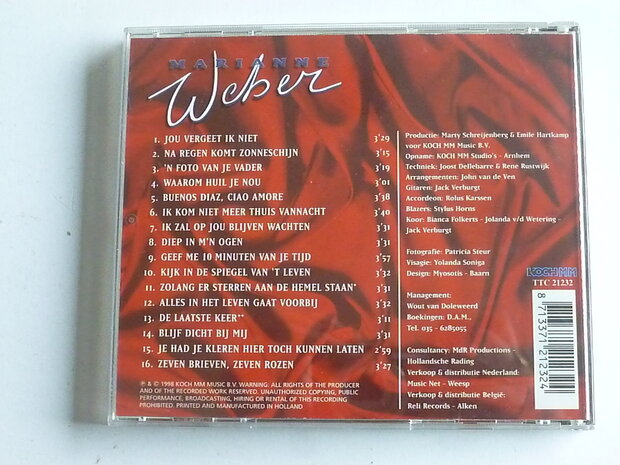 MARIANNE
Weber
1. JOU VERGEET IK NIET 3'29
2. NA REGEN KOMT ZONNESCHIJN 3'15
3. 'N FOTO VAN JE VADER 3'19
4. WAAROM HUIL JE NOU 3'01
5. BUENOS DIAZ, CIAO AMORE 3'38
6. IK KOM NIET MEER THUIS VANNACHT 3'40
7. IK ZAL OP JOU BLIJVEN WACHTEN 3'31
8. DIEP IN M'N OGEN 3'31
9. GEEF ME 10 MINUTEN VAN JE TIJD 3'57
10. KIJK IN DE SPIEGEL VAN 'T LEVEN 3'32
11. ZOLANG ER STERREN AAN DE HEMEL STAAN* 3'31
12. ALLES IN HET LEVEN GAAT VOORBIJ 3'32
13. DE LAATSTE KEER** 3'11
14. BLIJF DICHT BIJ MIJ 3'31
15. JE HAD JE KLEREN HIER TOCH KUNNEN LATEN 2'59
16. ZEVEN BRIEVEN, ZEVEN ROZEN 3'27
℗ & © 1998 KOCH MM MUSIC B.V. WARNING: ALL RIGHTS OF THE PRODUCER
AND OF THE RECORDED WORK RESERVED. UNAUTHORIZED COPYING, PUBLIC
PERFORMANCE, BROADCASTING, HIRING OR RENTAL OF THIS RECORDING
PROHIBITED. PRINTED AND MANUFACTURED IN HOLLAND
Productie: Marty Schreijenberg & Emile Hartkamp
voor KOCH MM Music B.V.
Opname: KOCH MM Studio's - Arnhem
Techniek: Joost Dellebarre & Rene Rustwijk
Arrangementen: John van de Ven
Gitaren: Jack Verburgt
Accordeon: Rolus Karssen
Blazers: Stylus Horns
Koor: Bianca Folkerts - Jolanda v/d Wetering -
Jack Verburgt
Fotografie: Patricia Steur
Visagie: Yolanda Soniga
Design: Myosotis - Baarn
KOCH MM
TTC 21232
Management:
Wout van Doleweerd
Boekingen: D.A.M.,
Tel. 035 - 6285055
Consultancy: MdR Productions -
Hollandsche Rading
Verkoop & distributie Nederland:
Music Net - Weesp
Verkoop & distributie België:
Reli Records - Alken
8 713371 212324